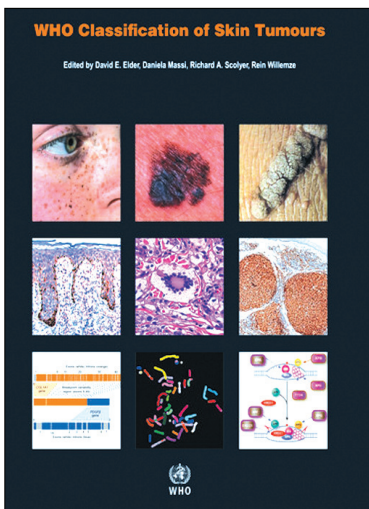 WHO Classification of Skin Tumours
Edited by David E. Elder, Daniela Massi, Richard A. Scolyer, Rein Willemze
WHO